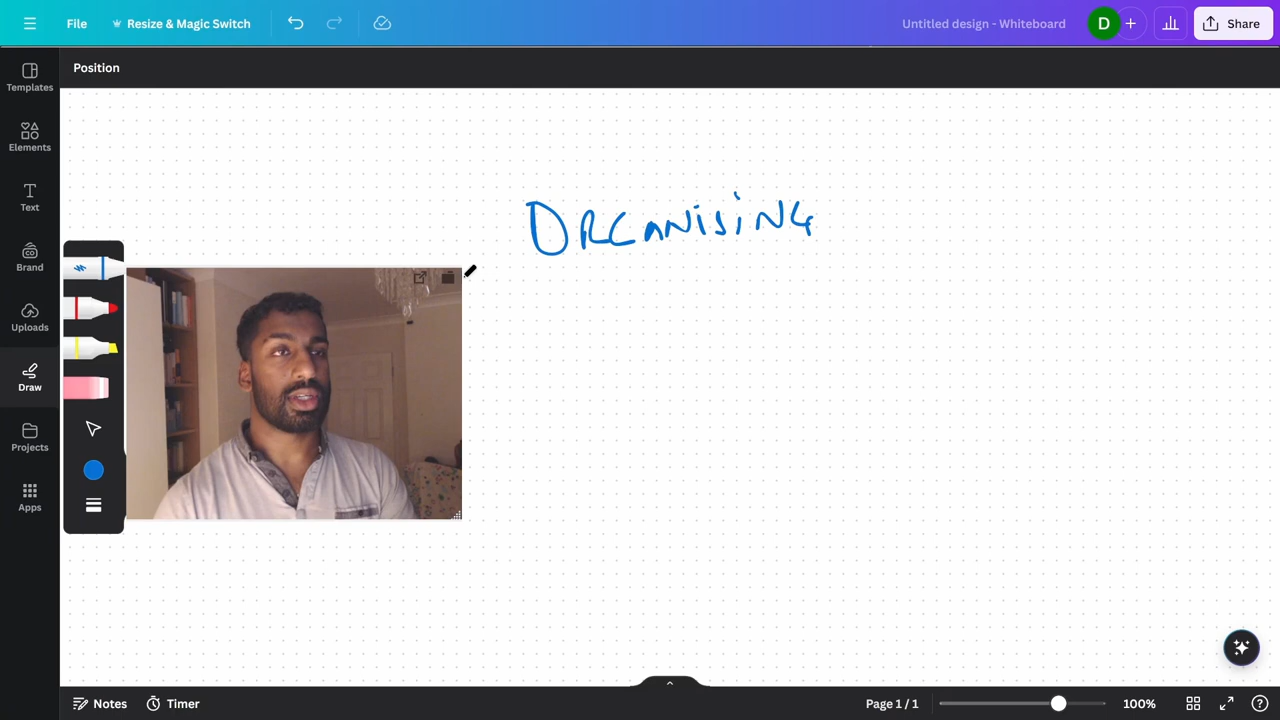 File
Resize & Magic Switch
Untitled design - Whiteboard
D
+
Share
Templates
Elements
Text
Brand
Uploads
Draw
Projects
Apps
Position
ORGANISING
Notes
Timer
Page 1 / 1
100%